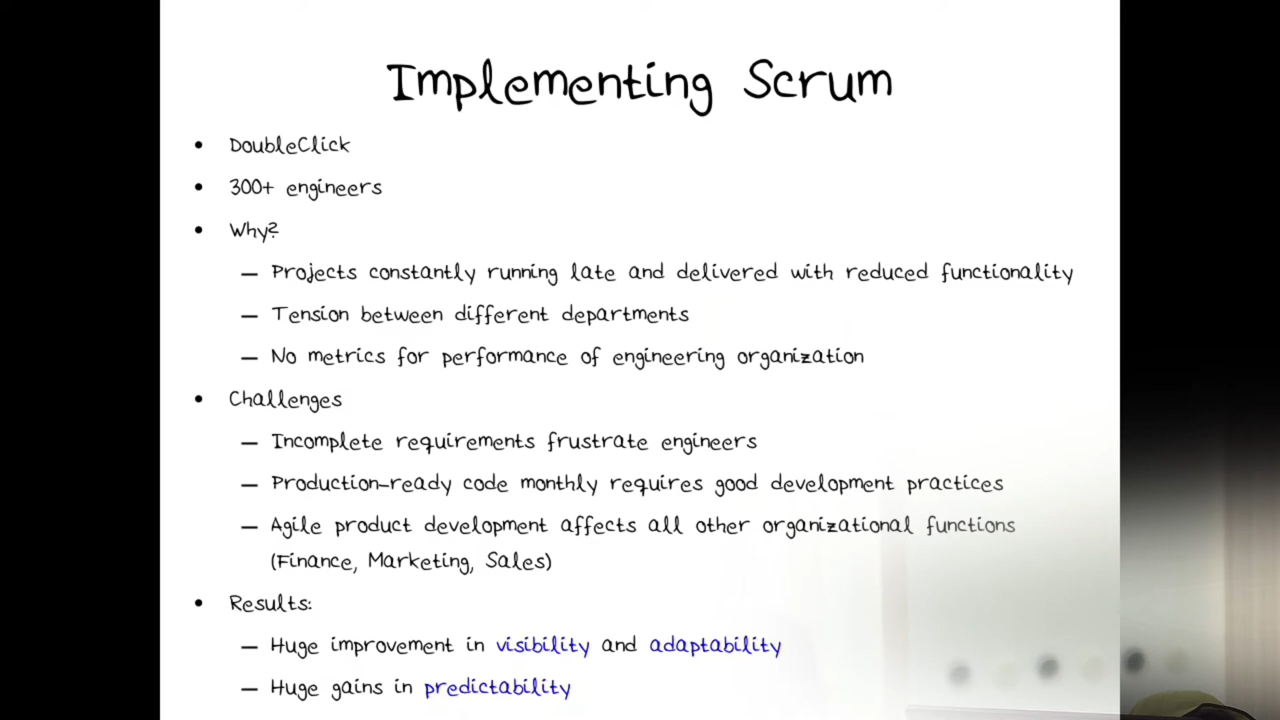 Implementing Scrum
• DoubleClick
• 300+ engineers
• Why?
– Projects constantly running late and delivered with reduced functionality
– Tension between different departments
– No metrics for performance of engineering organization
• Challenges
– Incomplete requirements frustrate engineers
– Production-ready code monthly requires good development practices
– Agile product development affects all other organizational functions
(Finance, Marketing, Sales)
• Results:
– Huge improvement in visibility and adaptability
– Huge gains in predictability